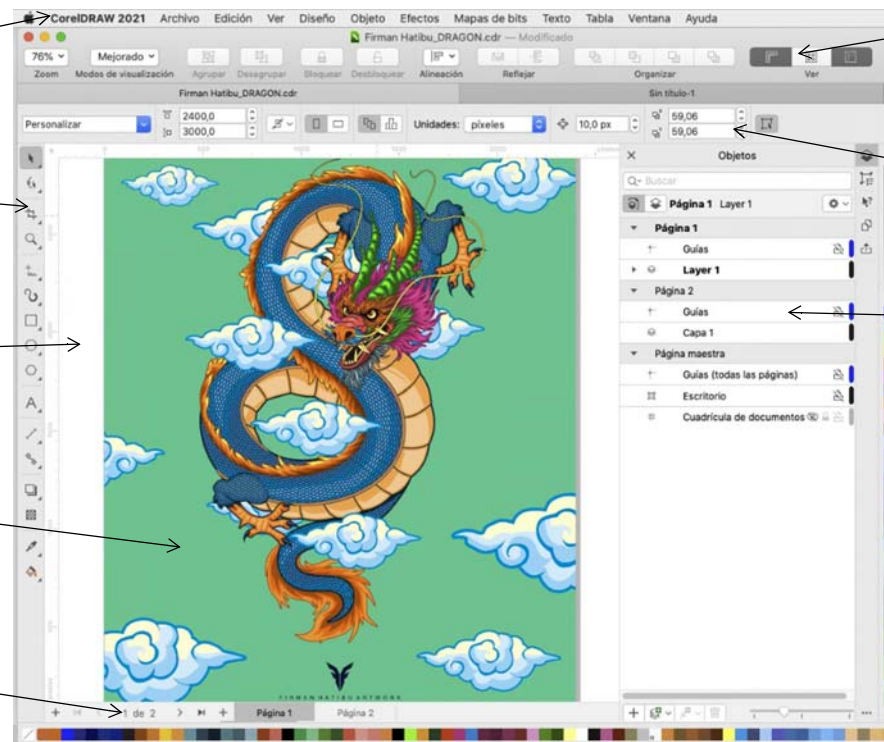 CorelDRAW 2021 Archivo Edición Ver Diseño Objeto Efectos Mapas de bits Texto Tabla Ventana Ayuda
Firman Hatibu_DRAGON.cdr — Modificado
76% Mejorado
Zoom Modos de visualización Agrupar Desagrupar Bloquear Desbloquear Alineación Reflejar Organizar Ver
Firman Hatibu_DRAGON.cdr Sin título-1
Personalizar 2400,0 3000,0 Unidades: píxeles 10,0 px 59,06 59,06
Objetos
Buscar
Página 1 Layer 1
Página 1
Guías
Layer 1
Página 2
Guías
Capa 1
Página maestra
Guías (todas las páginas)
Escritorio
Cuadrícula de documentos
FIRMAN HATIBU ARTWORK
1 de 2 Página 1 Página 2